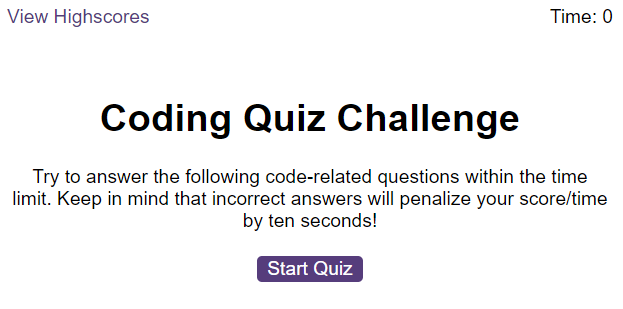 View Highscores
Time: 0
Coding Quiz Challenge
Try to answer the following code-related questions within the time
limit. Keep in mind that incorrect answers will penalize your score/time
by ten seconds!
Start Quiz